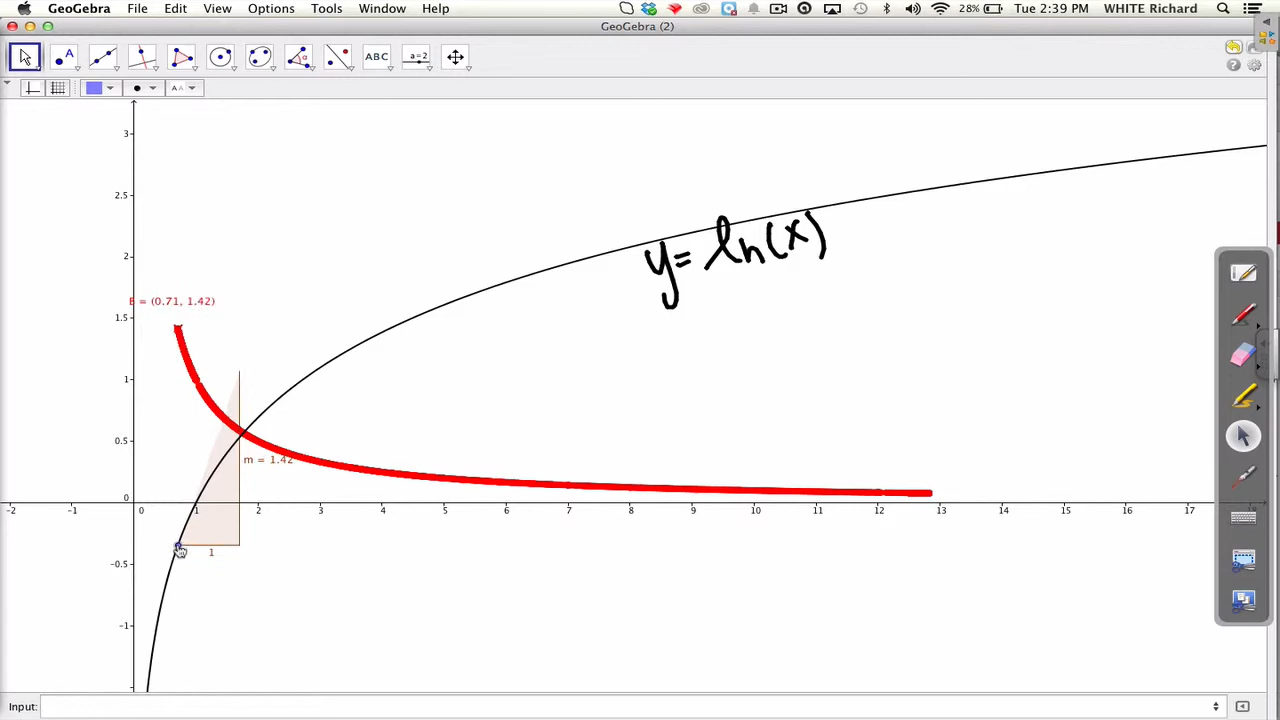 GeoGebra File Edit View Options Tools Window Help 28% Tue 2:39 PM WHITE Richard
GeoGebra (2)
ABC a=2
AA
3
2.5
y= ln(x)
2
B = (0.71, 1.42)
1.5
1
0.5
m = 1.42
0
-2 -1 0 1 2 3 4 5 6 7 8 9 10 11 12 13 14 15 16 17
1
-0.5
-1
Input: